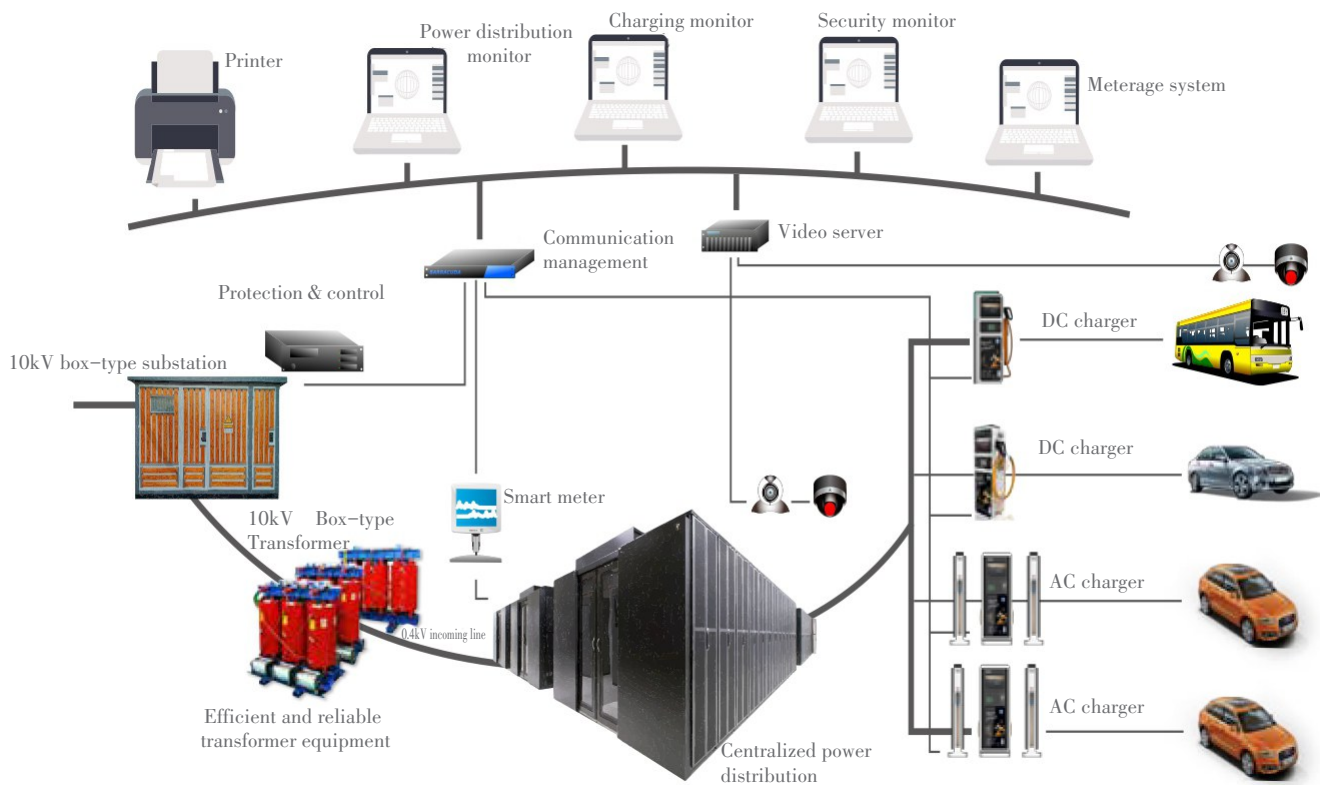 Charging monitor
Security monitor
Power distribution
monitor
Printer
Meterage system
Communication
management
Video server
Protection & control
DC charger
10kV box-type substation
DC charger
Smart meter
10kV Box-type
Transformer
AC charger
0.4kV incoming line
AC charger
Efficient and reliable
transformer equipment
Centralized power
distribution